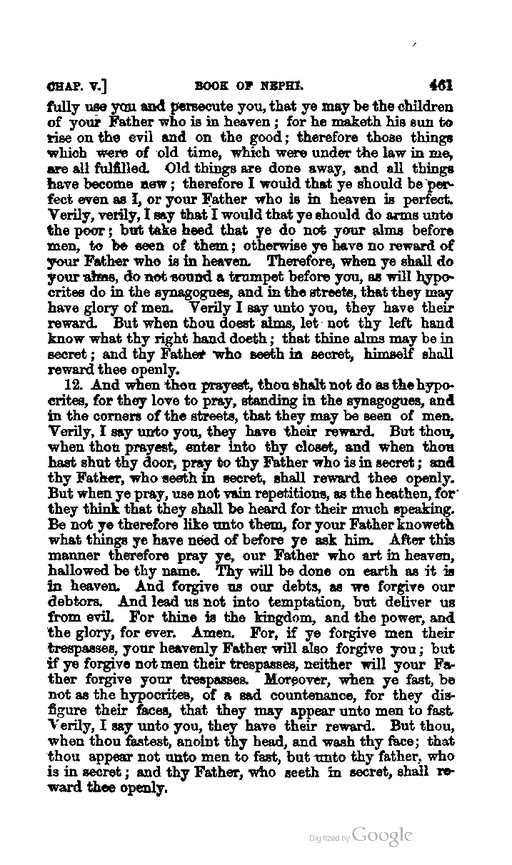 CHAP. V.] BOOK OF NEPHI. 461
fully use you and persecute you, that ye may be the children
of your Father who is in heaven; for he maketh his sun to
rise on the evil and on the good; therefore those things
which were of old time, which were under the law in me,
are all fulfilled. Old things are done away, and all things
have become new; therefore I would that ye should be per-
fect even as I, or your Father who is in heaven is perfect.
Verily, verily, I say that I would that ye should do arms unto
the poor; but take heed that ye do not your alms before
men, to be seen of them; otherwise ye have no reward of
your Father who is in heaven. Therefore, when ye shall do
your alms, do not sound a trumpet before you, as will hypo-
crites do in the synagogues, and in the streets, that they may
have glory of men. Verily I say unto you, they have their
reward. But when thou doest alms, let not thy left hand
know what thy right hand doeth; that thine alms may be in
secret; and thy Father who seeth in secret, himself shall
reward thee openly.
12. And when thou prayest, thou shalt not do as the hypo-
crites, for they love to pray, standing in the synagogues, and
in the corners of the streets, that they may be seen of men.
Verily, I say unto you, they have their reward. But thou,
when thou prayest, enter into thy closet, and when thou
hast shut thy door, pray to thy Father who is in secret; and
thy Father, who seeth in secret, shall reward thee openly.
But when ye pray, use not vain repetitions, as the heathen, for
they think that they shall be heard for their much speaking.
Be not ye therefore like unto them, for your Father knoweth
what things ye have need of before ye ask him. After this
manner therefore pray ye, our Father who art in heaven,
hallowed be thy name. Thy will be done on earth as it is
in heaven. And forgive us our debts, as we forgive our
debtors. And lead us not into temptation, but deliver us
from evil. For thine is the kingdom, and the power, and
the glory, for ever. Amen. For, if ye forgive men their
trespasses, your heavenly Father will also forgive you; but
if ye forgive not men their trespasses, neither will your Fa-
ther forgive your trespasses. Moreover, when ye fast, be
not as the hypocrites, of a sad countenance, for they dis-
figure their faces, that they may appear unto men to fast.
Verily, I say unto you, they have their reward. But thou,
when thou fastest, anoint thy head, and wash thy face; that
thou appear not unto men to fast, but unto thy father, who
is in secret; and thy Father, who seeth in secret, shall re-
ward thee openly.
Digitized by Google